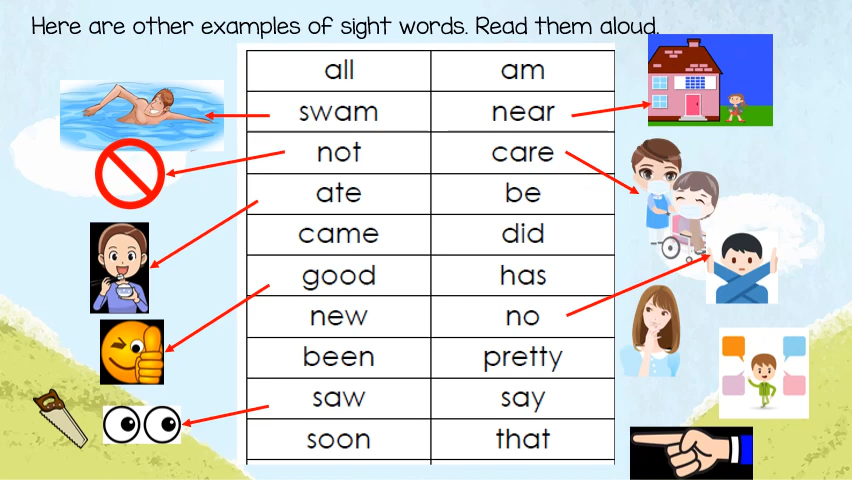 Here are other examples of sight words. Read them aloud.
all am
swam near
not care
ate be
came did
good has
new no
been pretty
saw say
soon that